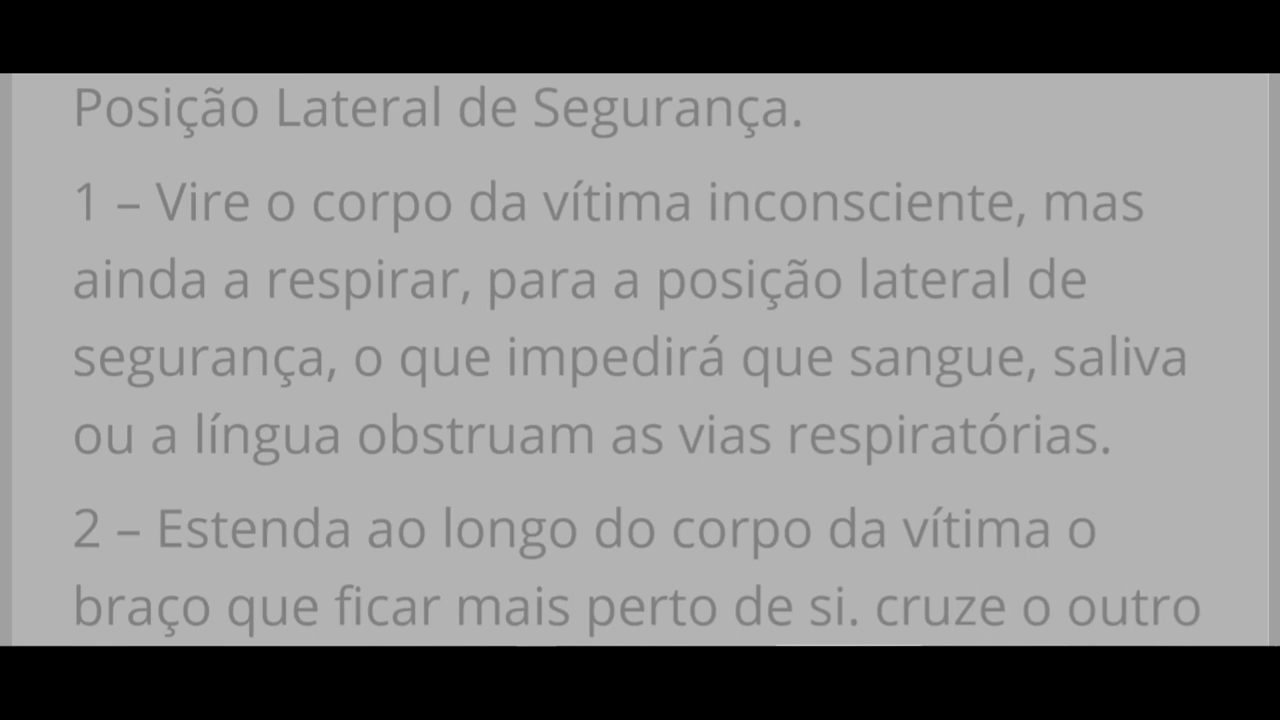 Posição Lateral de Segurança.
1 – Vire o corpo da vítima inconsciente, mas
ainda a respirar, para a posição lateral de
segurança, o que impedirá que sangue, saliva
ou a língua obstruam as vias respiratórias.
2 – Estenda ao longo do corpo da vítima o
braço que ficar mais perto de si. cruze o outro